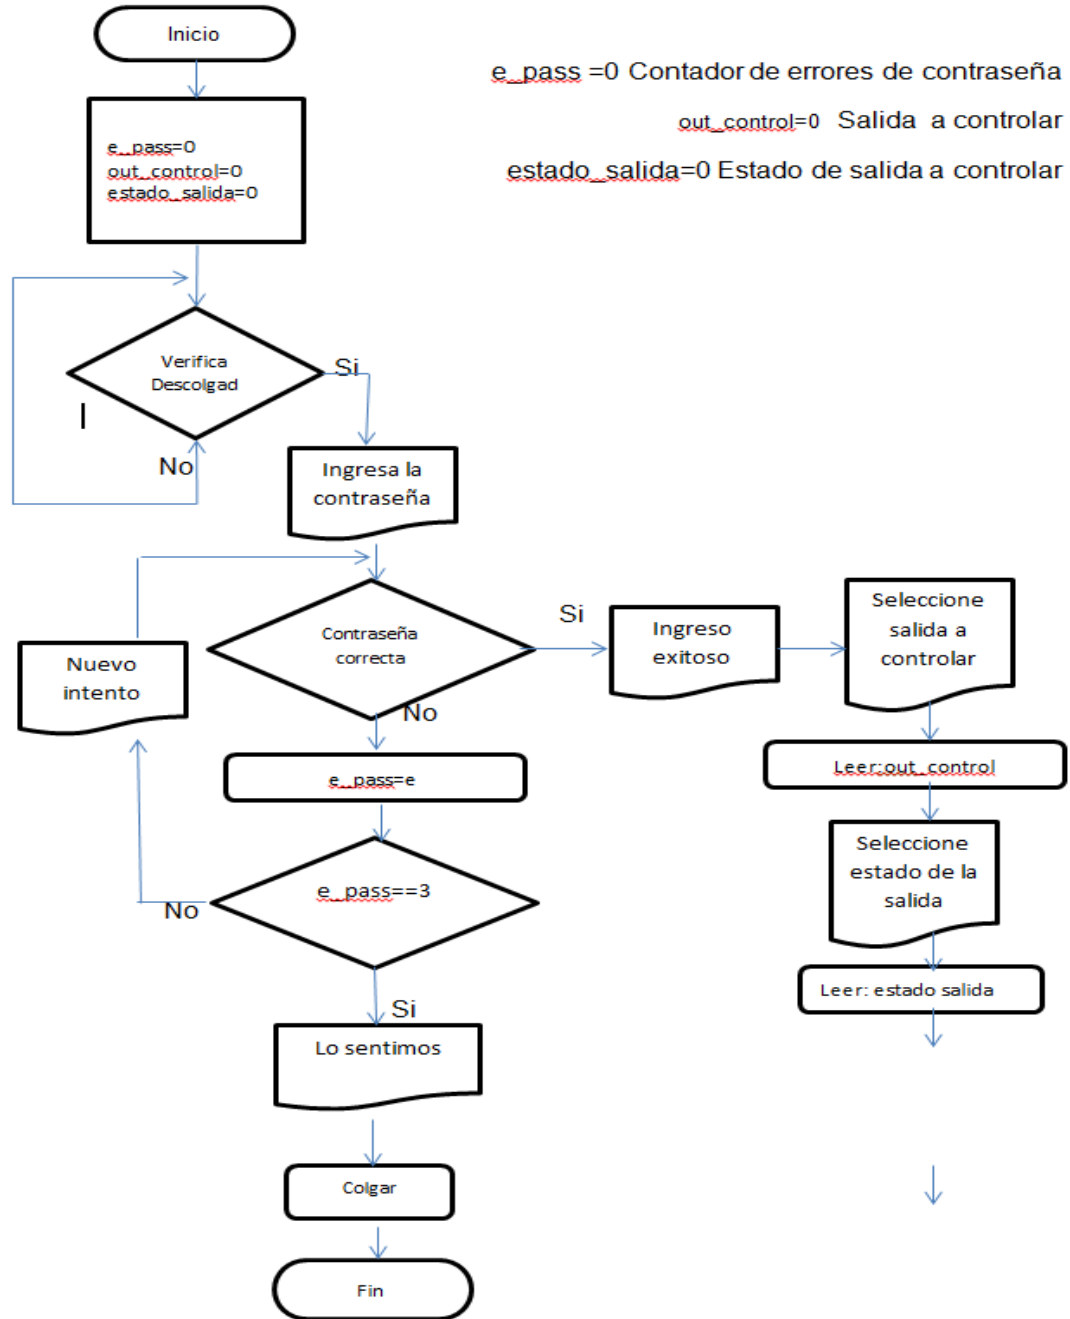 Inicio
e_pass =0 Contador de errores de contraseña
out_control=0 Salida a controlar
estado_salida=0 Estado de salida a controlar
e_pass=0
out_control=0
estado_salida=0
Verifica
Descolgad
Si
No
Ingresa la
contraseña
Contraseña
correcta
Si
No
Ingreso
exitoso
Seleccione
salida a
controlar
Nuevo
intento
e_pass=e
Leer:out_control
Seleccione
estado de la
salida
e_pass==3
No
Si
Leer: estado salida
Lo sentimos
Colgar
Fin